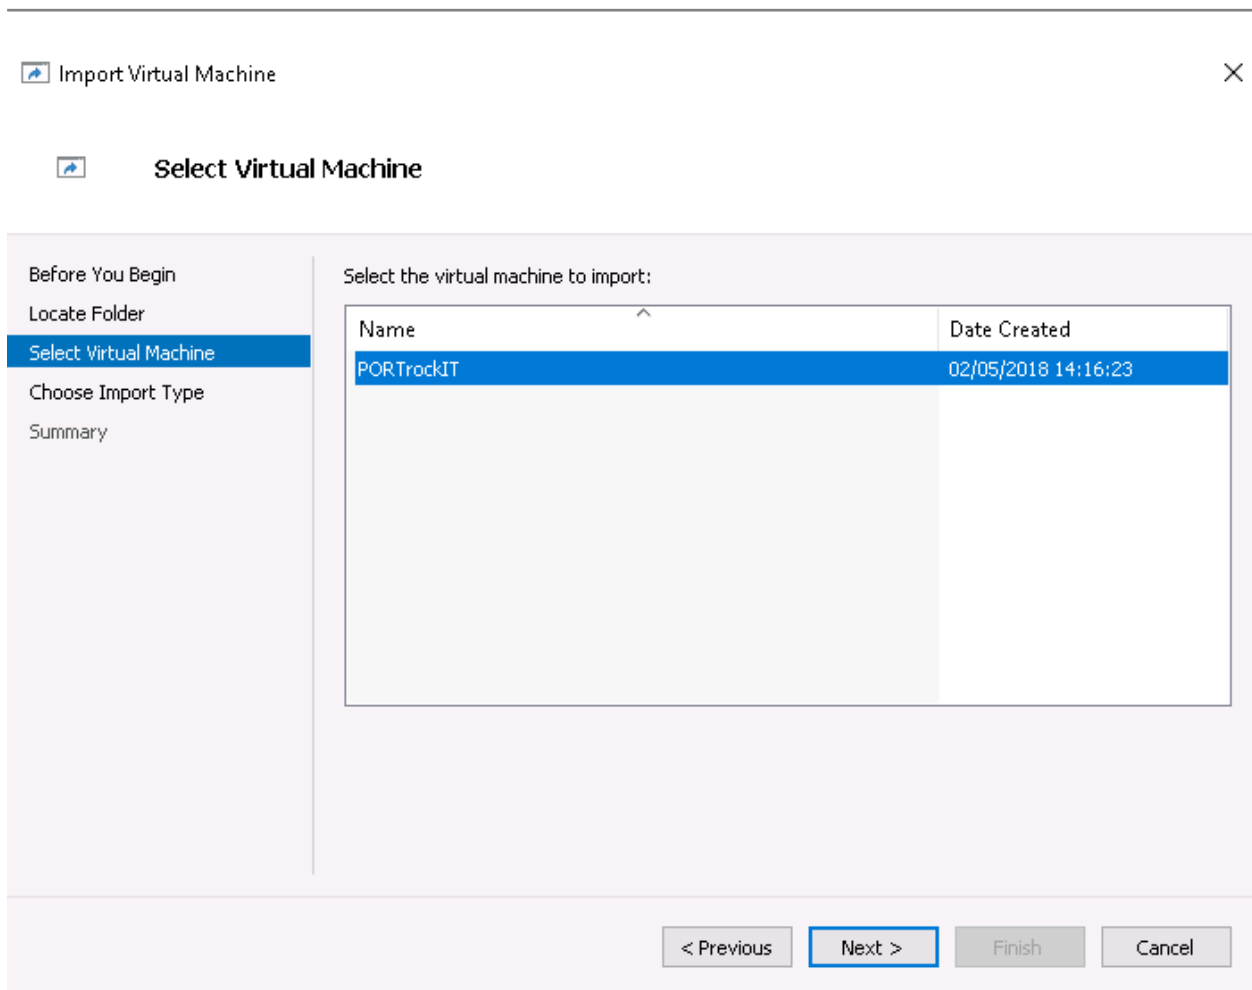 Import Virtual Machine
Select Virtual Machine
Before You Begin
Locate Folder
Select Virtual Machine
Choose Import Type
Summary
Select the virtual machine to import:
Name Date Created
PORTrockIT 02/05/2018 14:16:23
< Previous Next > Finish Cancel